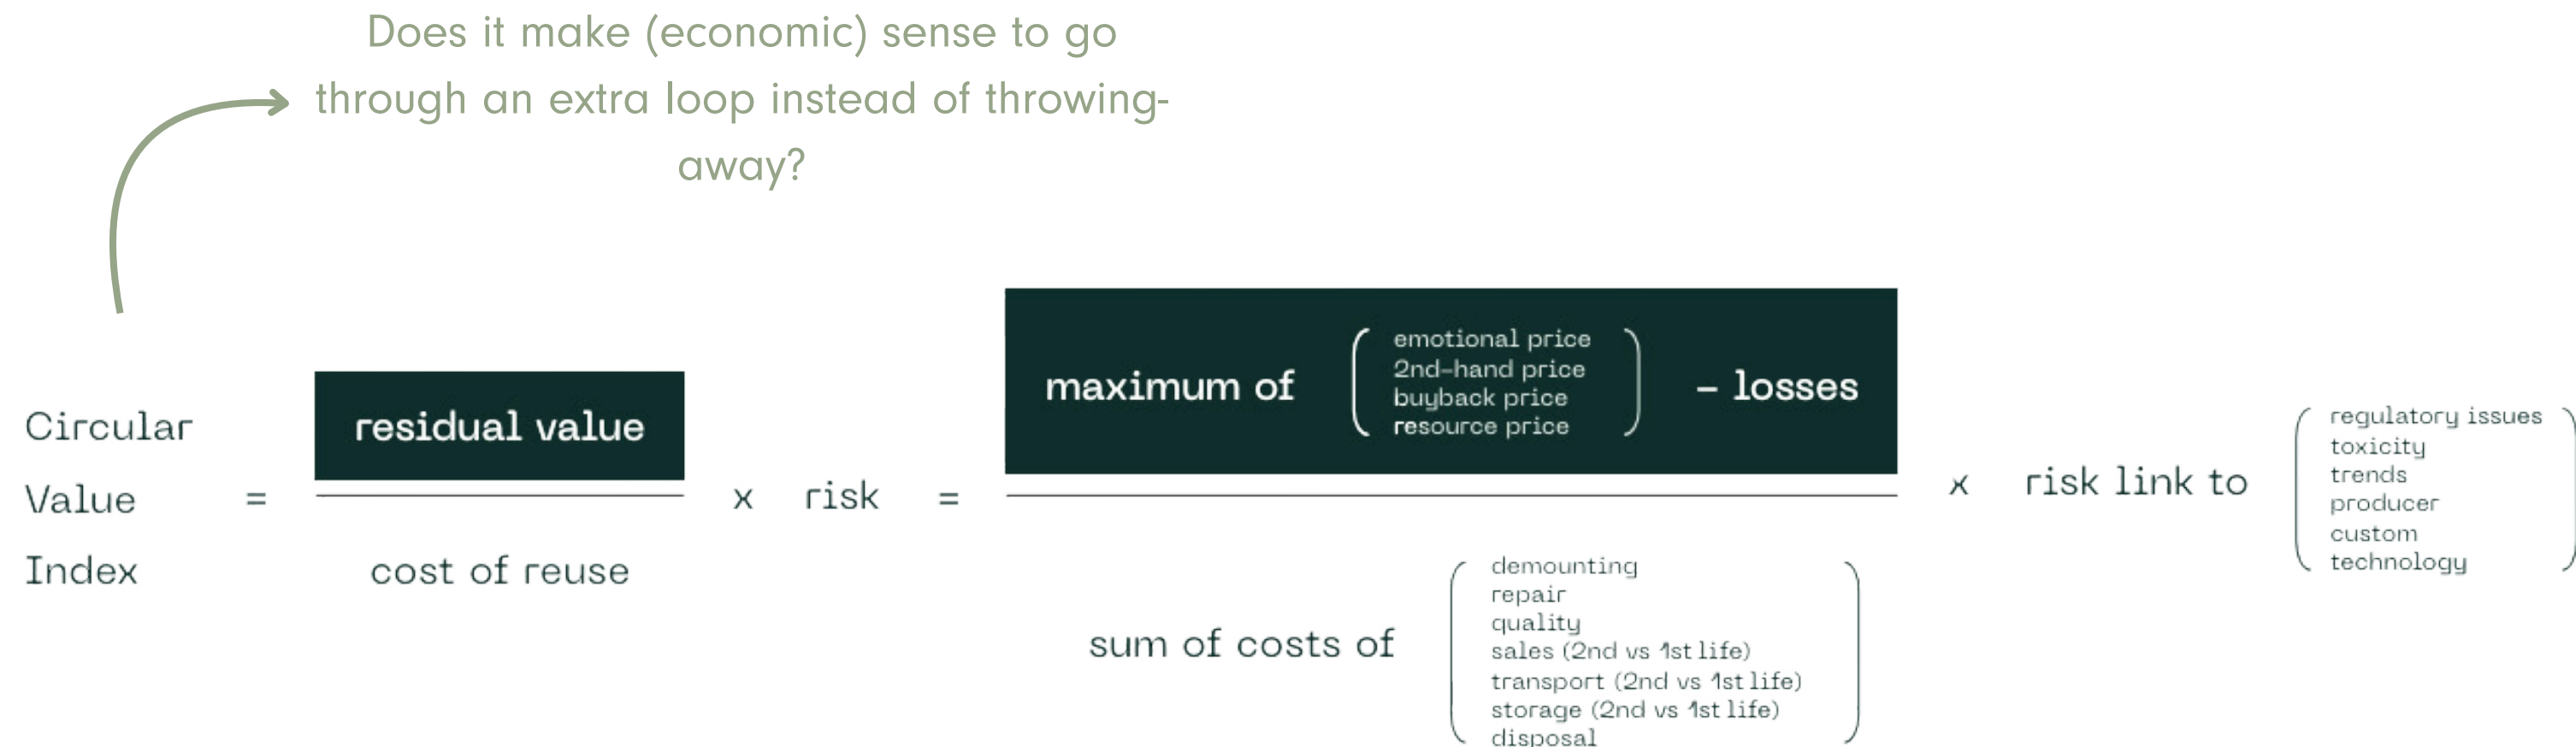 Does it make (economic) sense to go
through an extra loop instead of throwing-
away?
Circular
Value
Index
=
residual value
cost of reuse
x risk =
maximum of
emotional price
2nd-hand price
buyback price
resource price
– losses
sum of costs of
demounting
repair
quality
sales (2nd vs 1st life)
transport (2nd vs 1st life)
storage (2nd vs 1st life)
disposal
x risk link to
regulatory issues
toxicity
trends
producer
custom
technology